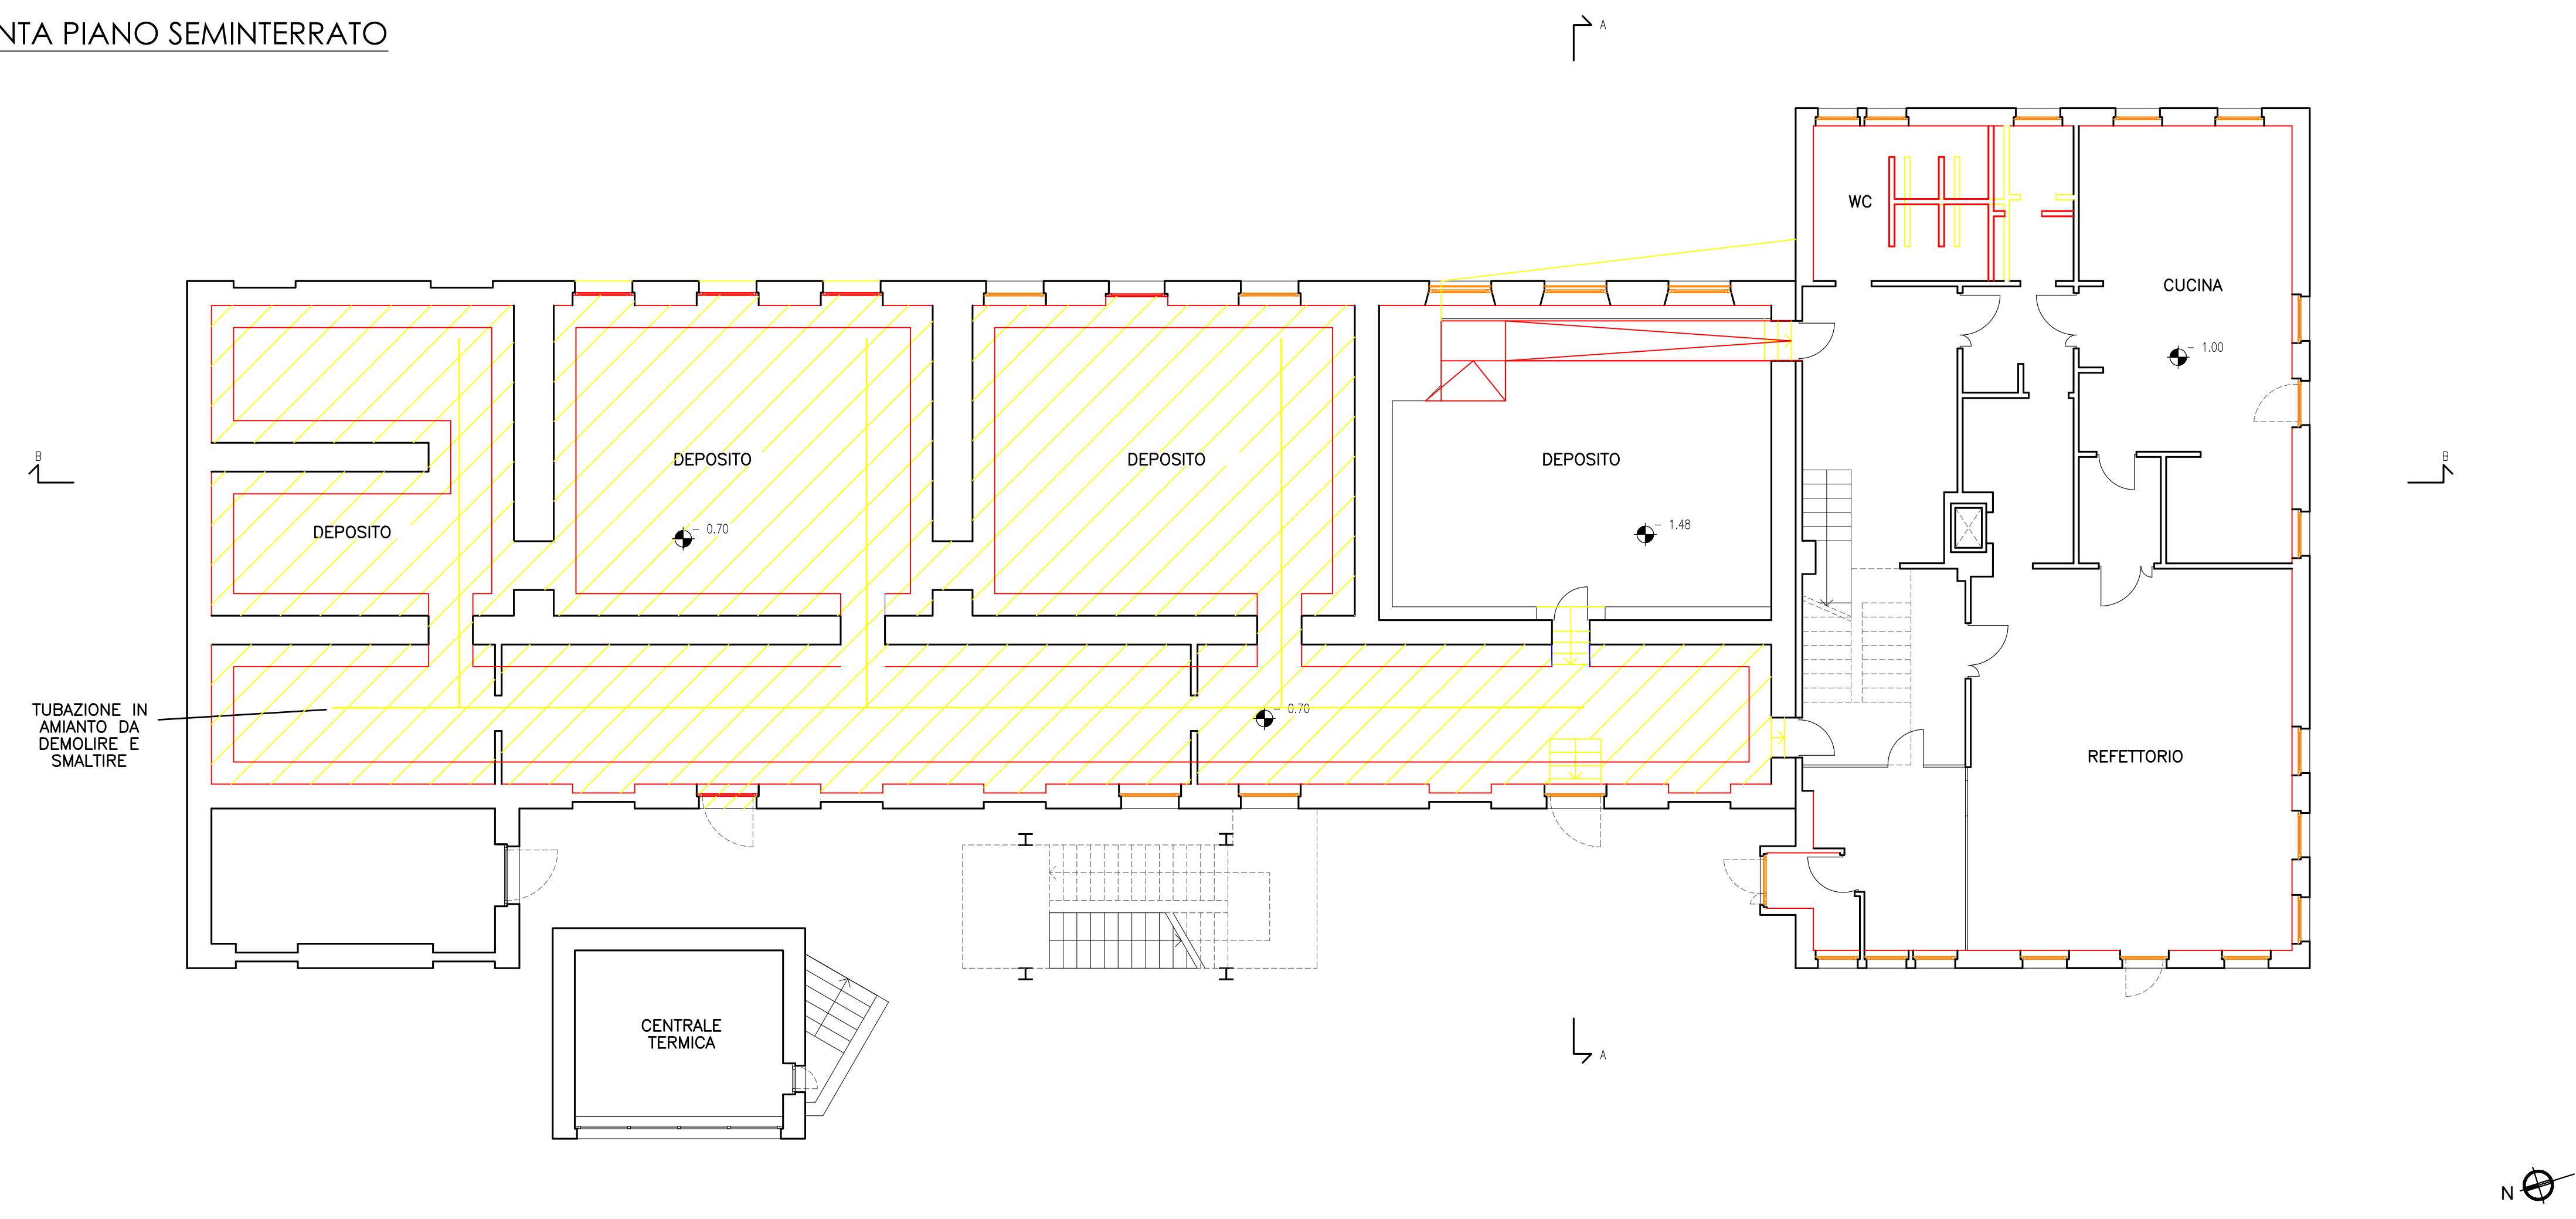 NTA PIANO SEMINTERRATO
A
WC
CUCINA
- 1.00
B
B
DEPOSITO
DEPOSITO
DEPOSITO
DEPOSITO
- 0.70
- 1.48
- 0.70
TUBAZIONE IN
AMIANTO DA
DEMOLIRE E
SMALTIRE
REFETTORIO
CENTRALE
TERMICA
A
N